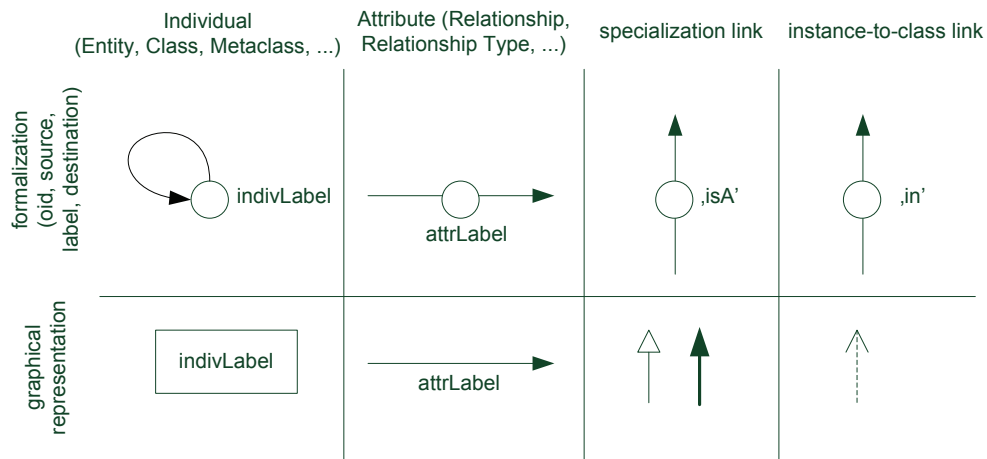 Individual
(Entity, Class, Metaclass, ...)
Attribute (Relationship,
Relationship Type, ...)
specialization link
instance-to-class link
formalization
(oid, source,
label, destination)
indivLabel
attrLabel
‚isA’
‚in’
graphical
representation
indivLabel
attrLabel